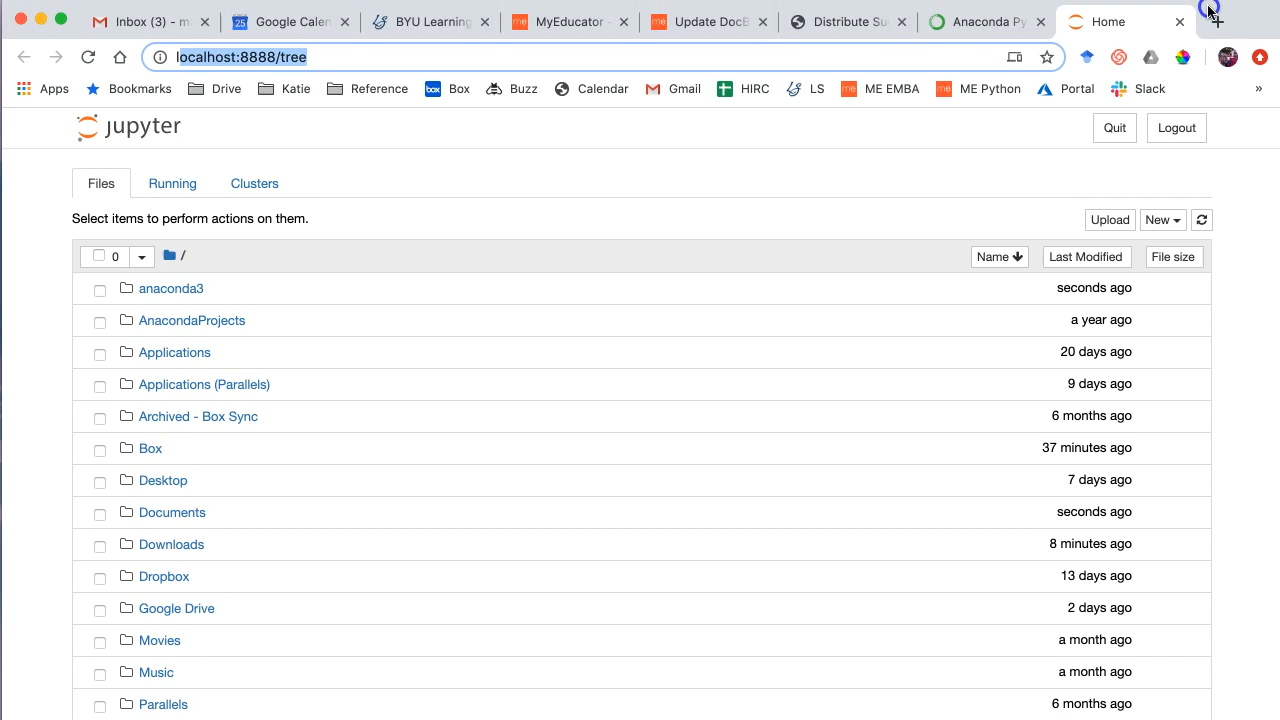 Inbox (3) - m
Google Calen
BYU Learning
MyEducator -
Update DocB
Distribute Su
Anaconda Py
Home
localhost:8888/tree
Apps
Bookmarks
Drive
Katie
Reference
Box
Buzz
Calendar
Gmail
HIRC
LS
ME EMBA
ME Python
Portal
Slack
»
jupyter
Quit
Logout
Files
Running
Clusters
Select items to perform actions on them.
Upload
New
0
/
Name
Last Modified
File size
anaconda3 seconds ago
AnacondaProjects a year ago
Applications 20 days ago
Applications (Parallels) 9 days ago
Archived - Box Sync 6 months ago
Box 37 minutes ago
Desktop 7 days ago
Documents seconds ago
Downloads 8 minutes ago
Dropbox 13 days ago
Google Drive 2 days ago
Movies a month ago
Music a month ago
Parallels 6 months ago